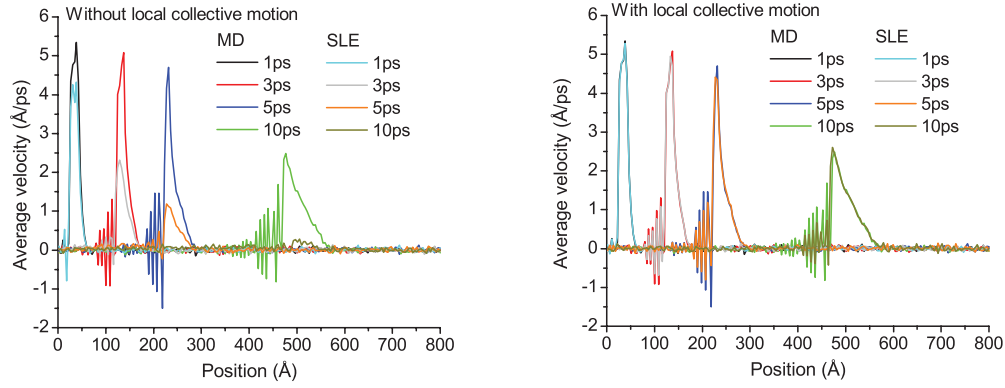 Without local collective motion
MD SLE
1ps 1ps
3ps 3ps
5ps 5ps
10ps 10ps
6
5
4
3
2
1
0
-1
-2
Average velocity (Å/ps)
0 100 200 300 400 500 600 700 800
Position (Å)
With local collective motion
MD SLE
1ps 1ps
3ps 3ps
5ps 5ps
10ps 10ps
6
5
4
3
2
1
0
-1
-2
Average velocity (Å/ps)
0 100 200 300 400 500 600 700 800
Position (Å)